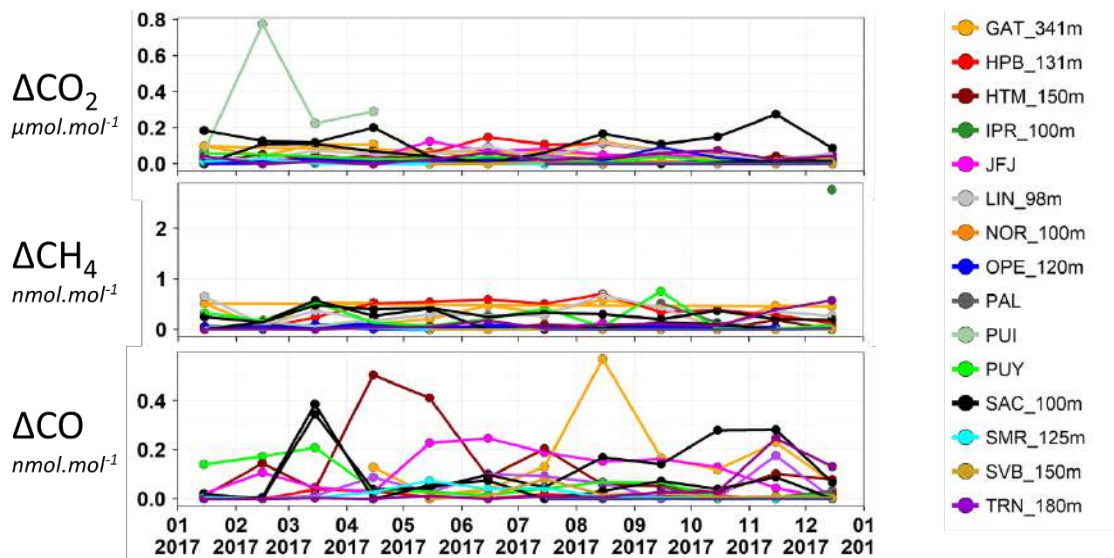 ΔCO₂
μmol.mol⁻¹
0.8
0.6
0.4
0.2
0.0
ΔCH₄
nmol.mol⁻¹
2
1
0
ΔCO
nmol.mol⁻¹
0.4
0.2
0.0
01 02 03 04 05 06 07 08 09 10 11 12 01
2017 2017 2017 2017 2017 2017 2017 2017 2017 2017 2017 2017 2017
GAT_341m
HPB_131m
HTM_150m
IPR_100m
JFJ
LIN_98m
NOR_100m
OPE_120m
PAL
PUI
PUY
SAC_100m
SMR_125m
SVB_150m
TRN_180m